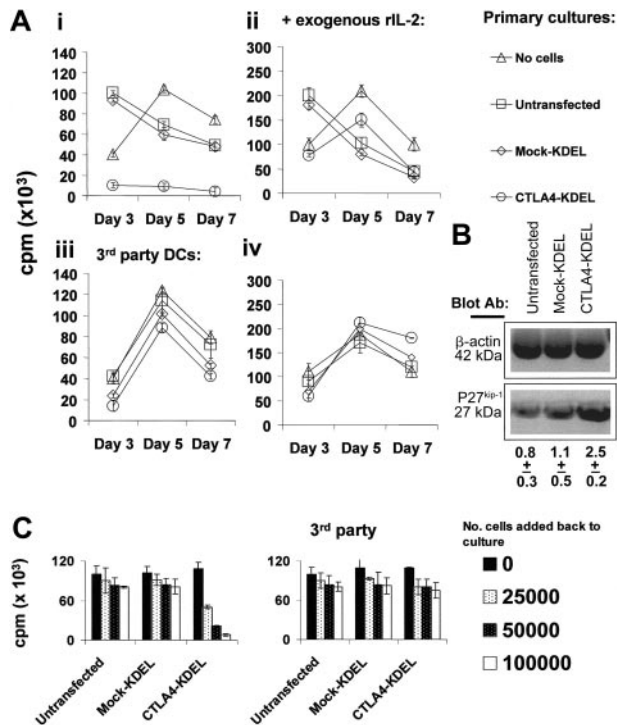 A
i
ii
+ exogenous rIL-2:
Primary cultures:
No cells
Untransfected
Mock-KDEL
CTLA4-KDEL
cpm (x10³)
140
120
100
80
60
40
20
0
Day 3 Day 5 Day 7
300
250
200
150
100
50
0
Day 3 Day 5 Day 7
iii
3rd party DCs:
iv
140
120
100
80
60
40
20
0
Day 3 Day 5 Day 7
300
250
200
150
100
50
0
Day 3 Day 5 Day 7
B
Blot Ab:
Untransfected
Mock-KDEL
CTLA4-KDEL
β-actin
42 kDa
P27kip-1
27 kDa
0.8 1.1 2.5
± ± ±
0.3 0.5 0.2
C
3rd party
cpm (x 10³)
120
60
0
Untransfected
Mock-KDEL
CTLA4-KDEL
120
60
0
Untransfected
Mock-KDEL
CTLA4-KDEL
No. cells added back to
culture
0
25000
50000
100000